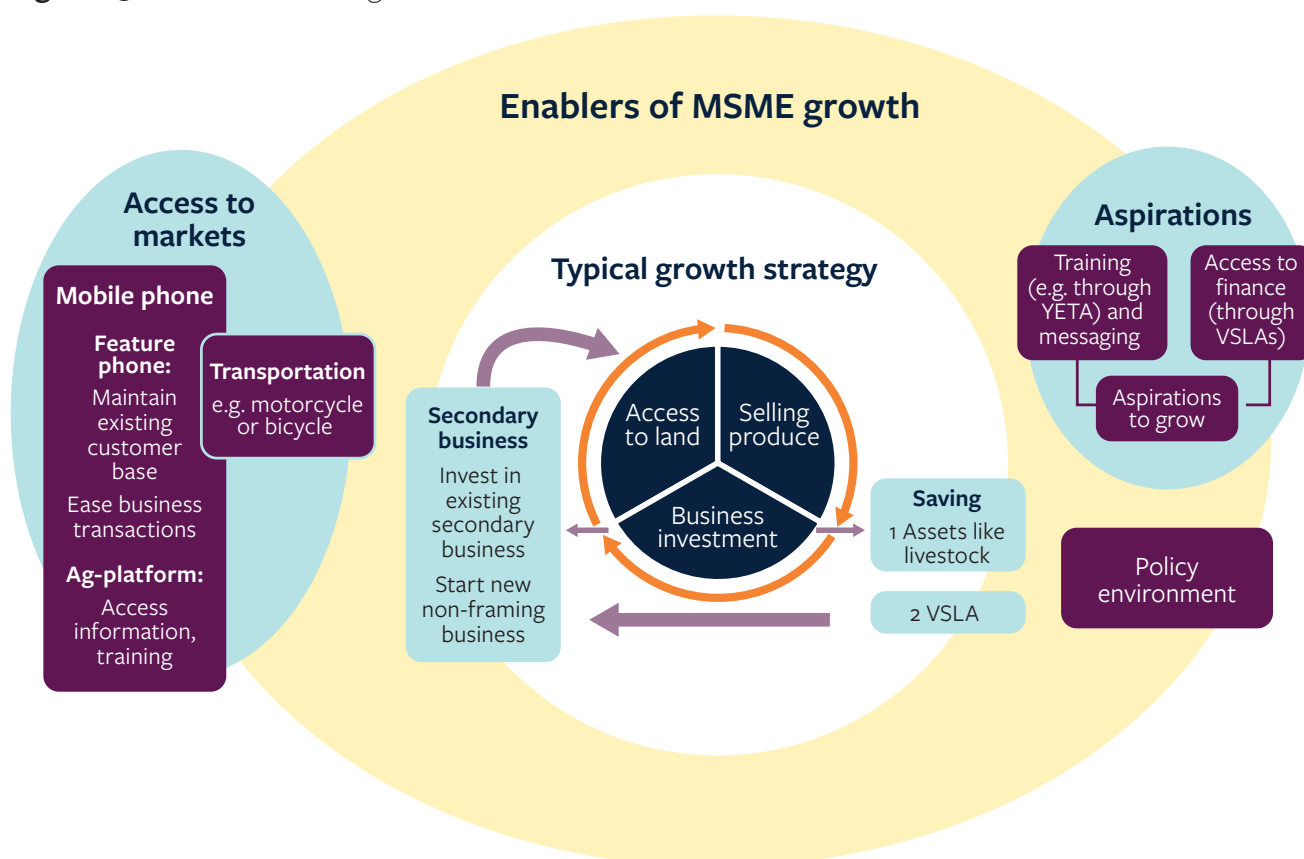 Enablers of MSME growth
Access to
markets
Mobile phone
Feature
phone:
Maintain
existing
customer
base
Ease business
transactions
Ag-platform:
Access
information,
training
Transportation
e.g. motorcycle
or bicycle
Typical growth strategy
Access
to land
Selling
produce
Business
investment
Secondary
business
Invest in
existing
secondary
business
Start new
non-framing
business
Saving
1 Assets like
livestock
2 VSLA
Aspirations
Training
(e.g. through
YETA) and
messaging
Access to
finance
(through
VSLAs)
Aspirations
to grow
Policy
environment